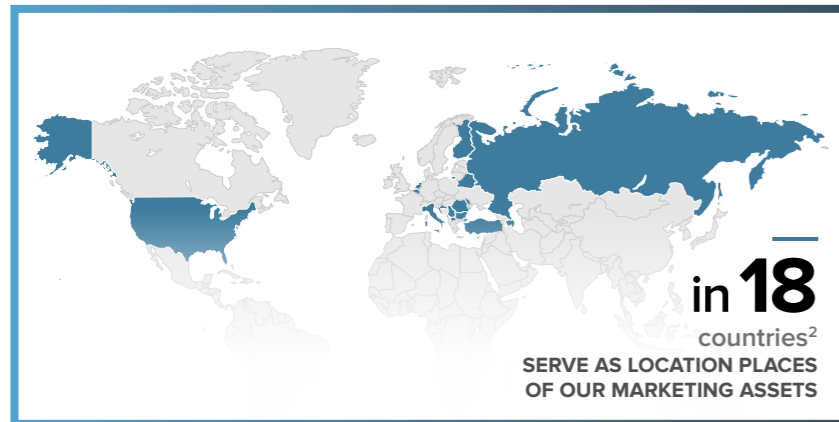 in 18
countries²
SERVE AS LOCATION PLACES
OF OUR MARKETING ASSETS